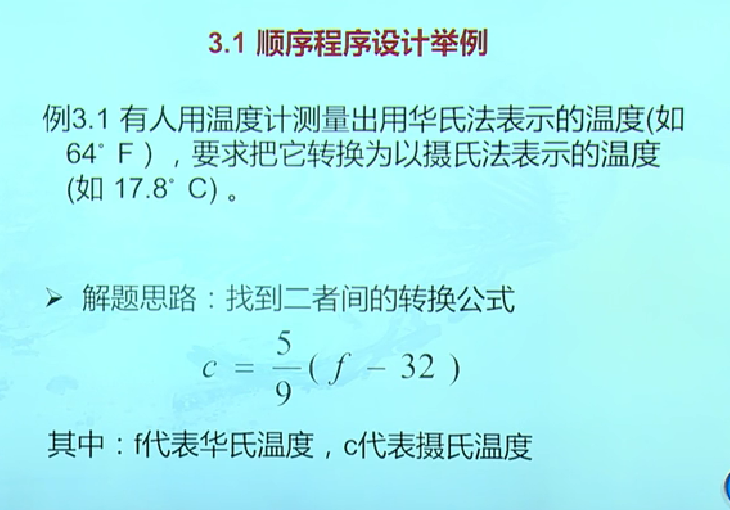 3.1 顺序程序设计举例
例3.1 有人用温度计测量出用华氏法表示的温度(如
64° F），要求把它转换为以摄氏法表示的温度
(如 17.8° C) 。
➢ 解题思路：找到二者间的转换公式
c = 5/9 ( f − 32 )
其中：f代表华氏温度，c代表摄氏温度